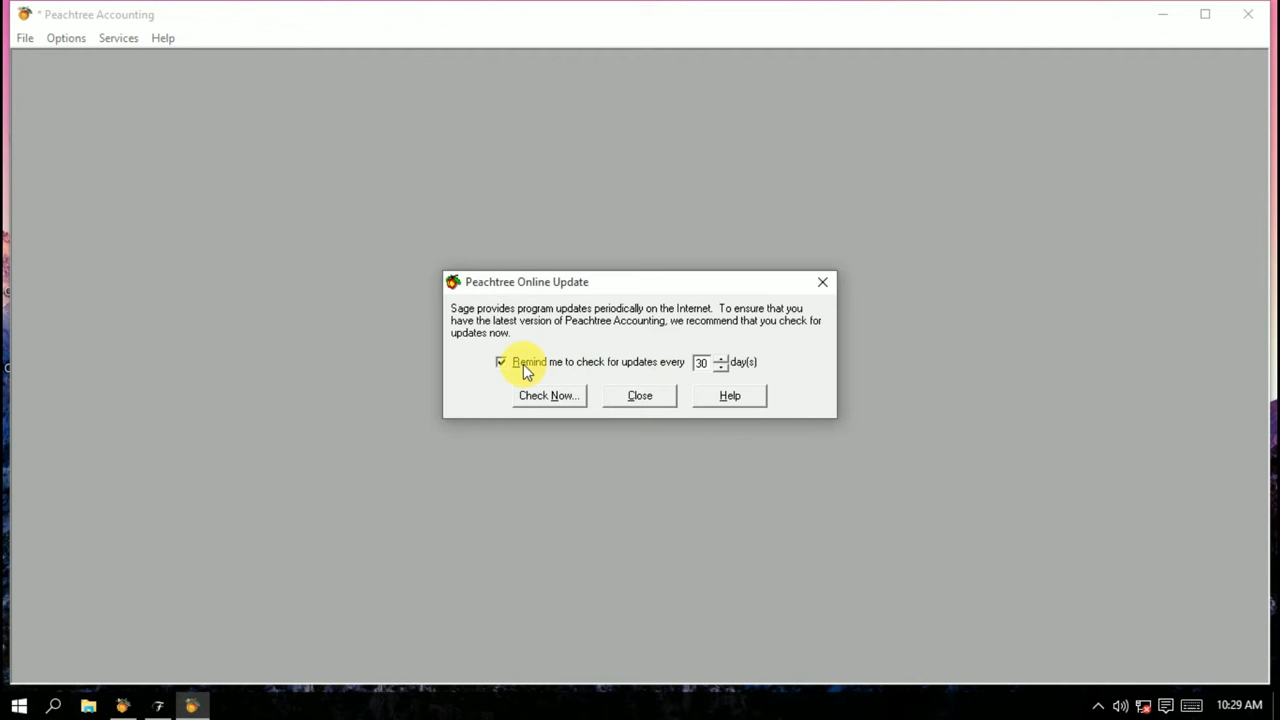 * Peachtree Accounting
File Options Services Help
Peachtree Online Update
Sage provides program updates periodically on the Internet. To ensure that you
have the latest version of Peachtree Accounting, we recommend that you check for
updates now.
Remind me to check for updates every 30 day(s)
Check Now... Close Help
10:29 AM